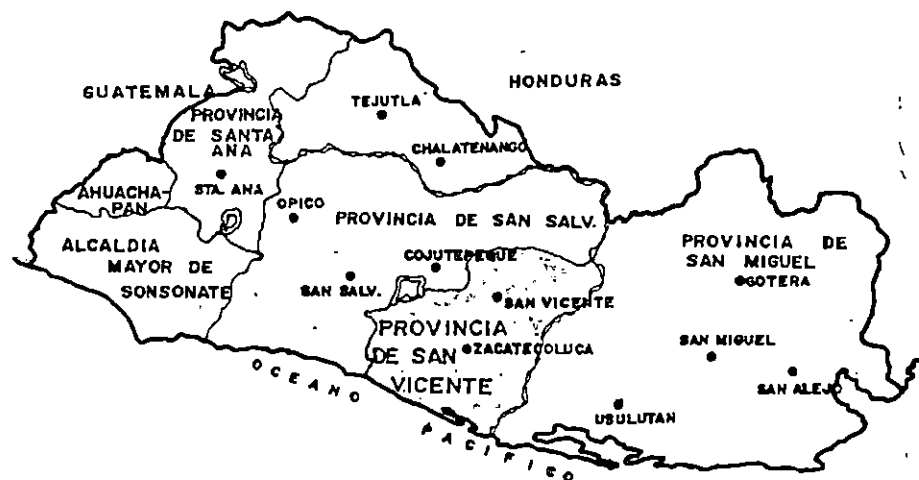 GUATEMALA
HONDURAS
PROVINCIA
DE SANTA
ANA
STA. ANA
TEJUTLA
CHALATENANGO
AHUACHA-
PAN
OPICO
PROVINCIA DE SAN SALV.
ALCALDIA
MAYOR DE
SONSONATE
SAN SALV.
COJUTEPEQUE
SAN VICENTE
PROVINCIA
DE SAN
VICENTE
ZACATECOLUCA
PROVINCIA DE
SAN MIGUEL
GOTERA
SAN MIGUEL
SAN ALEJO
USULUTAN
OCEANO
PACIFICO